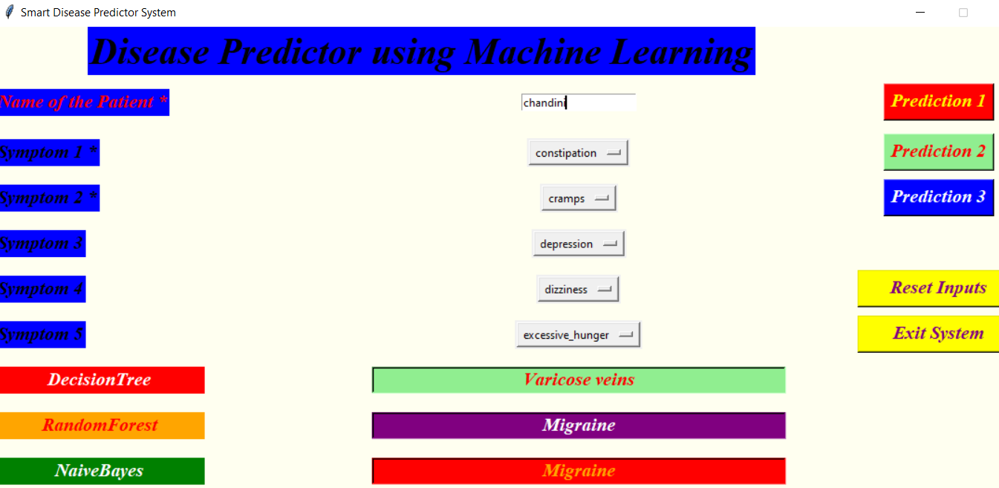 Smart Disease Predictor System
Disease Predictor using Machine Learning
Name of the Patient *
chandini
Prediction 1
Symptom 1 *
constipation
Prediction 2
Symptom 2 *
cramps
Prediction 3
Symptom 3
depression
Symptom 4
dizziness
Reset Inputs
Symptom 5
excessive_hunger
Exit System
DecisionTree
Varicose veins
RandomForest
Migraine
NaiveBayes
Migraine